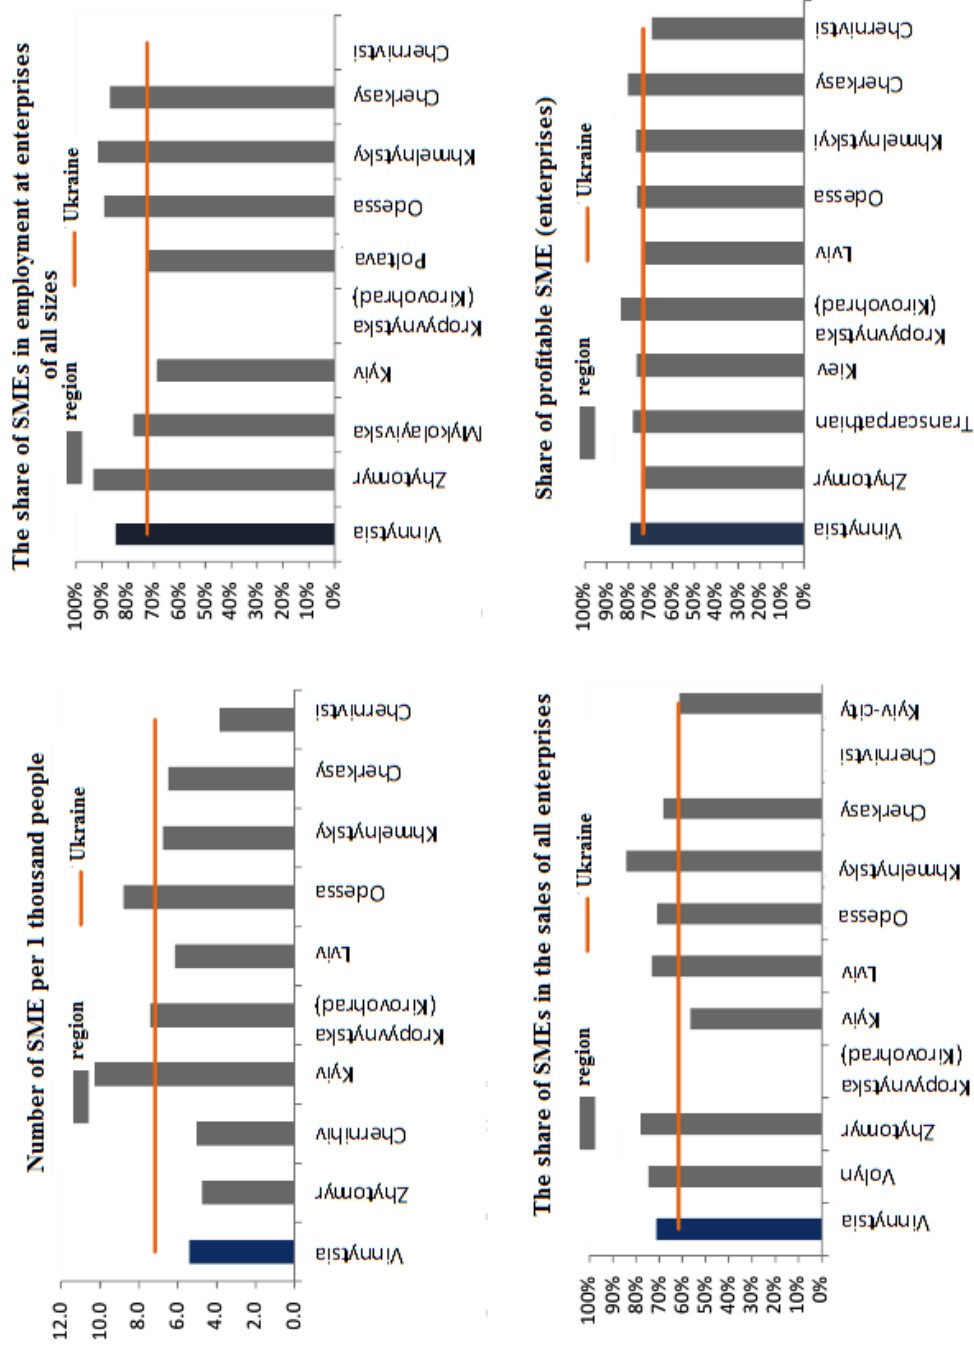 Number of SME per 1 thousand people
region
Ukraine
12.0
10.0
8.0
6.0
4.0
2.0
0.0
Vinnytsia
Zhytomyr
Chernihiv
Kyiv
Kropyvnytska
(Kirovohrad)
Lviv
Odessa
Khmelnytsky
Cherkasy
Chernivtsi
The share of SMEs in employment at enterprises
of all sizes
region
Ukraine
100%
90%
80%
70%
60%
50%
40%
30%
20%
10%
0%
Vinnytsia
Zhytomyr
Mykolayivska
Kyiv
Kropyvnytska
(Kirovohrad)
Poltava
Odessa
Khmelnytsky
Cherkasy
Chernivtsi
The share of SMEs in the sales of all enterprises
region
Ukraine
100%
90%
80%
70%
60%
50%
40%
30%
20%
10%
0%
Vinnytsia
Volyn
Zhytomyr
Kropyvnytska
(Kirovohrad)
Kyiv
Lviv
Odessa
Khmelnytsky
Cherkasy
Chernivtsi
Kyiv-city
Share of profitable SME (enterprises)
region
Ukraine
100%
90%
80%
70%
60%
50%
40%
30%
20%
10%
0%
Vinnytsia
Zhytomyr
Transcarpathian
Kiev
Kropyvnytska
(Kirovohrad)
Lviv
Odessa
Khmelnytskyi
Cherkasy
Chernivtsi